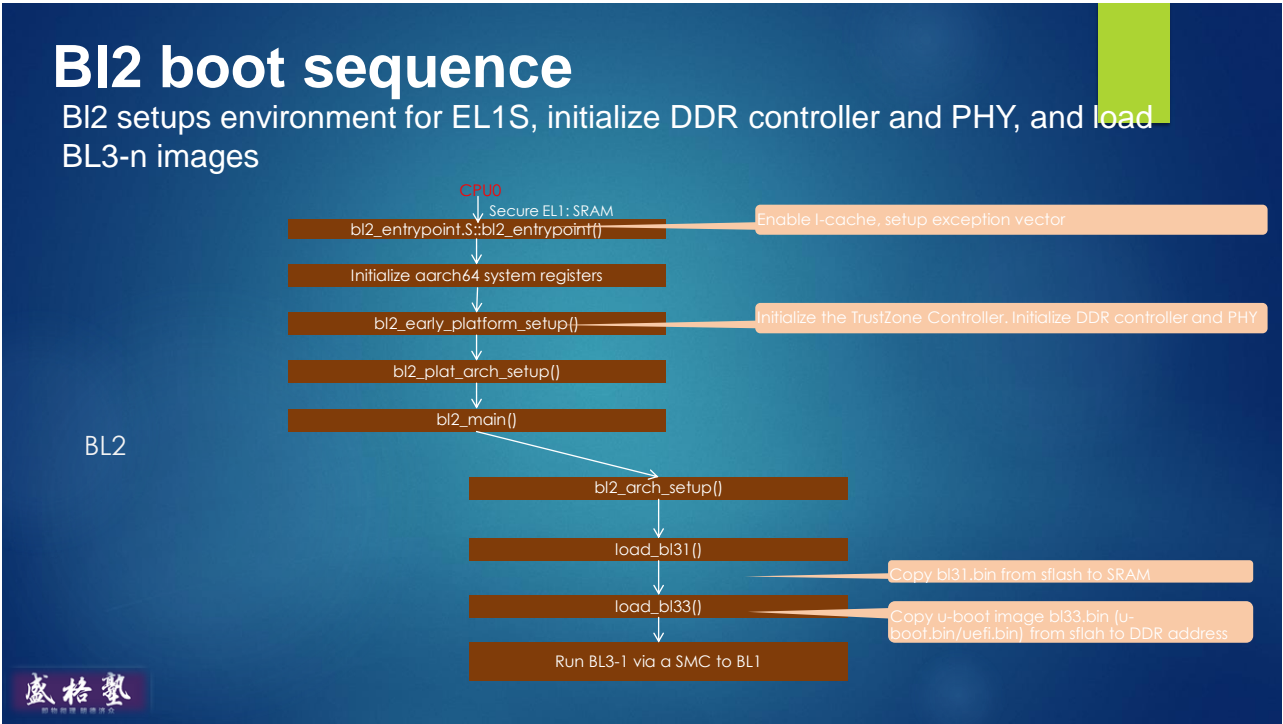 Bl2 boot sequence
Bl2 setups environment for EL1S, initialize DDR controller and PHY, and load
BL3-n images
CPU0
Secure EL1: SRAM
bl2_entrypoint.S::bl2_entrypoint()
Enable I-cache, setup exception vector
Initialize aarch64 system registers
bl2_early_platform_setup()
Initialize the TrustZone Controller. Initialize DDR controller and PHY
bl2_plat_arch_setup()
bl2_main()
BL2
bl2_arch_setup()
load_bl31()
Copy bl31.bin from sflash to SRAM
load_bl33()
Copy u-boot image bl33.bin (u-
boot.bin/uefi.bin) from sflah to DDR address
Run BL3-1 via a SMC to BL1
盛格塾